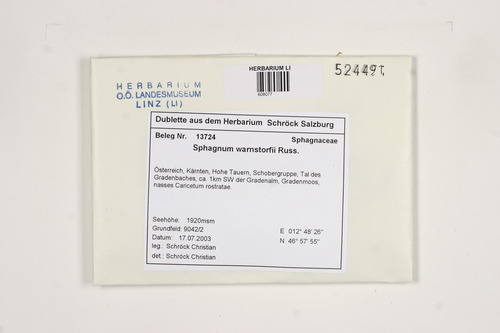 HERBARIUM LI
608077
524491
HERBARIUM
O.Ö. LANDESMUSEUM
LINZ (LI)
Dublette aus dem Herbarium Schröck Salzburg
Beleg Nr. 13724 Sphagnaceae
Sphagnum warnstorfii Russ.
Österreich, Kärnten, Hohe Tauern, Schobergruppe, Tal des
Gradenbaches, ca. 1km SW der Gradenalm, Gradenmoos,
nasses Caricetum rostratae.
Seehöhe: 1920msm
Grundfeld: 9042/2 E 012° 48' 26"
Datum: 17.07.2003 N 46° 57' 55"
leg.: Schröck Christian
det.: Schröck Christian